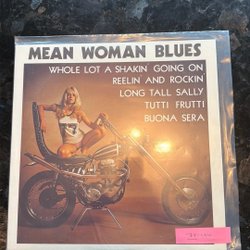 MEAN WOMAN BLUES
WHOLE LOT A SHAKIN GOING ON
REELIN AND ROCKIN
LONG TALL SALLY
TUTTI FRUTTI
BUONA SERA